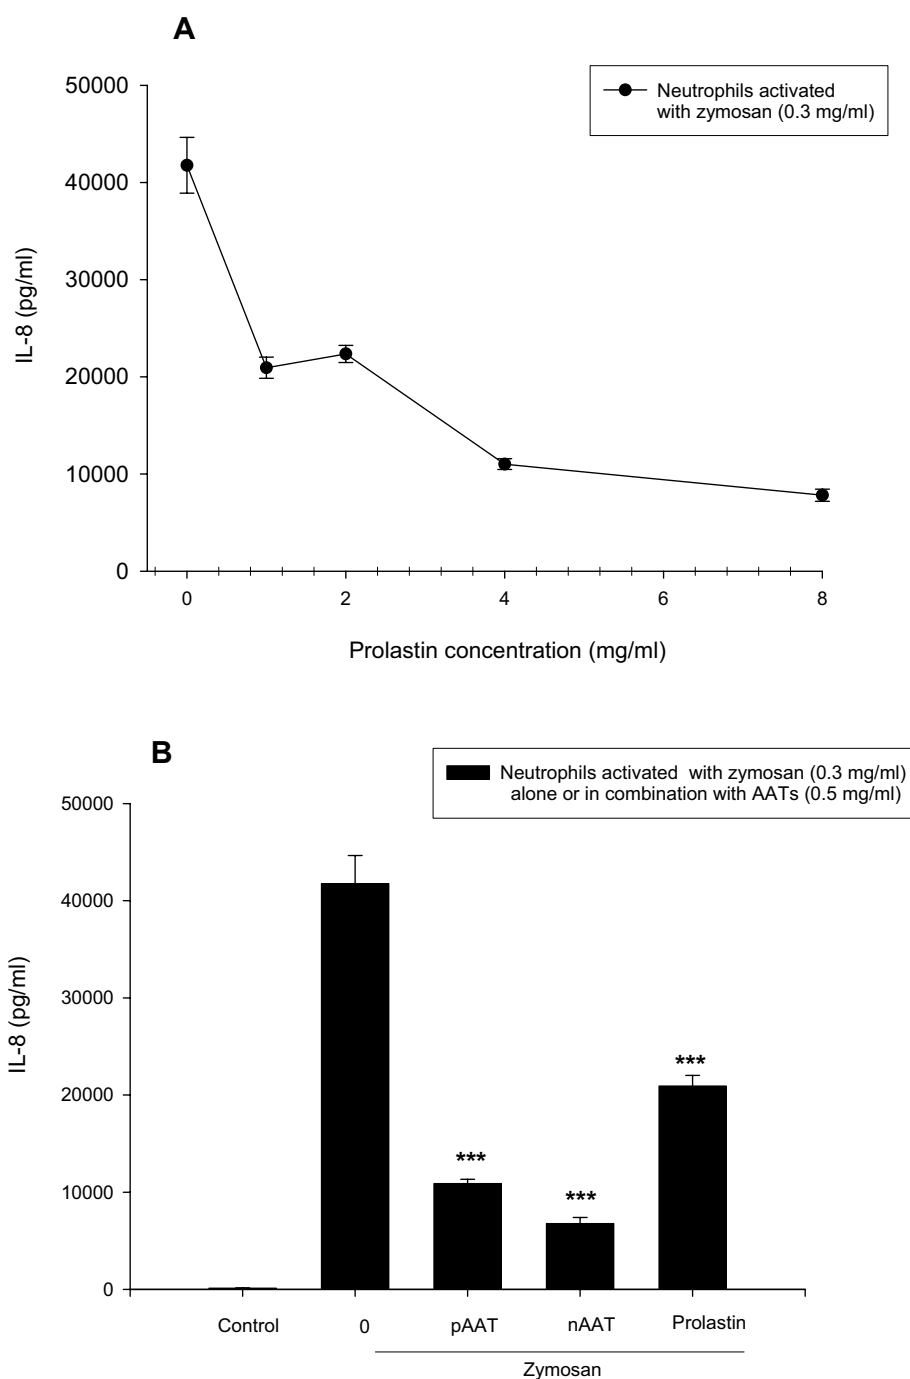 A
50000
40000
30000
20000
10000
0
IL-8 (pg/ml)
Neutrophils activated
with zymosan (0.3 mg/ml)
0 2 4 6 8
Prolastin concentration (mg/ml)
B
Neutrophils activated with zymosan (0.3 mg/ml)
alone or in combination with AATs (0.5 mg/ml)
50000
40000
30000
20000
10000
0
IL-8 (pg/ml)
***
***
***
Control 0 pAAT nAAT Prolastin
Zymosan